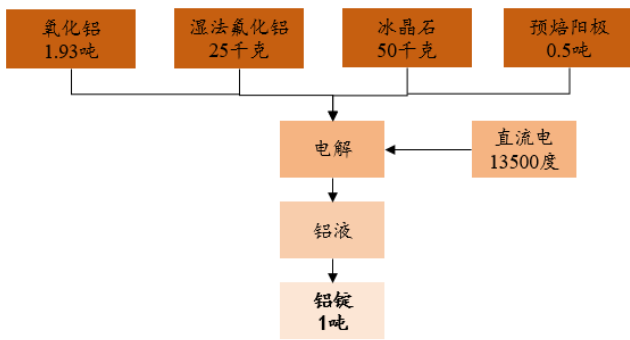 氧化铝
1.93吨
湿法氟化铝
25千克
冰晶石
50千克
预焙阳极
0.5吨
电解
直流电
13500度
铝液
铝锭
1吨